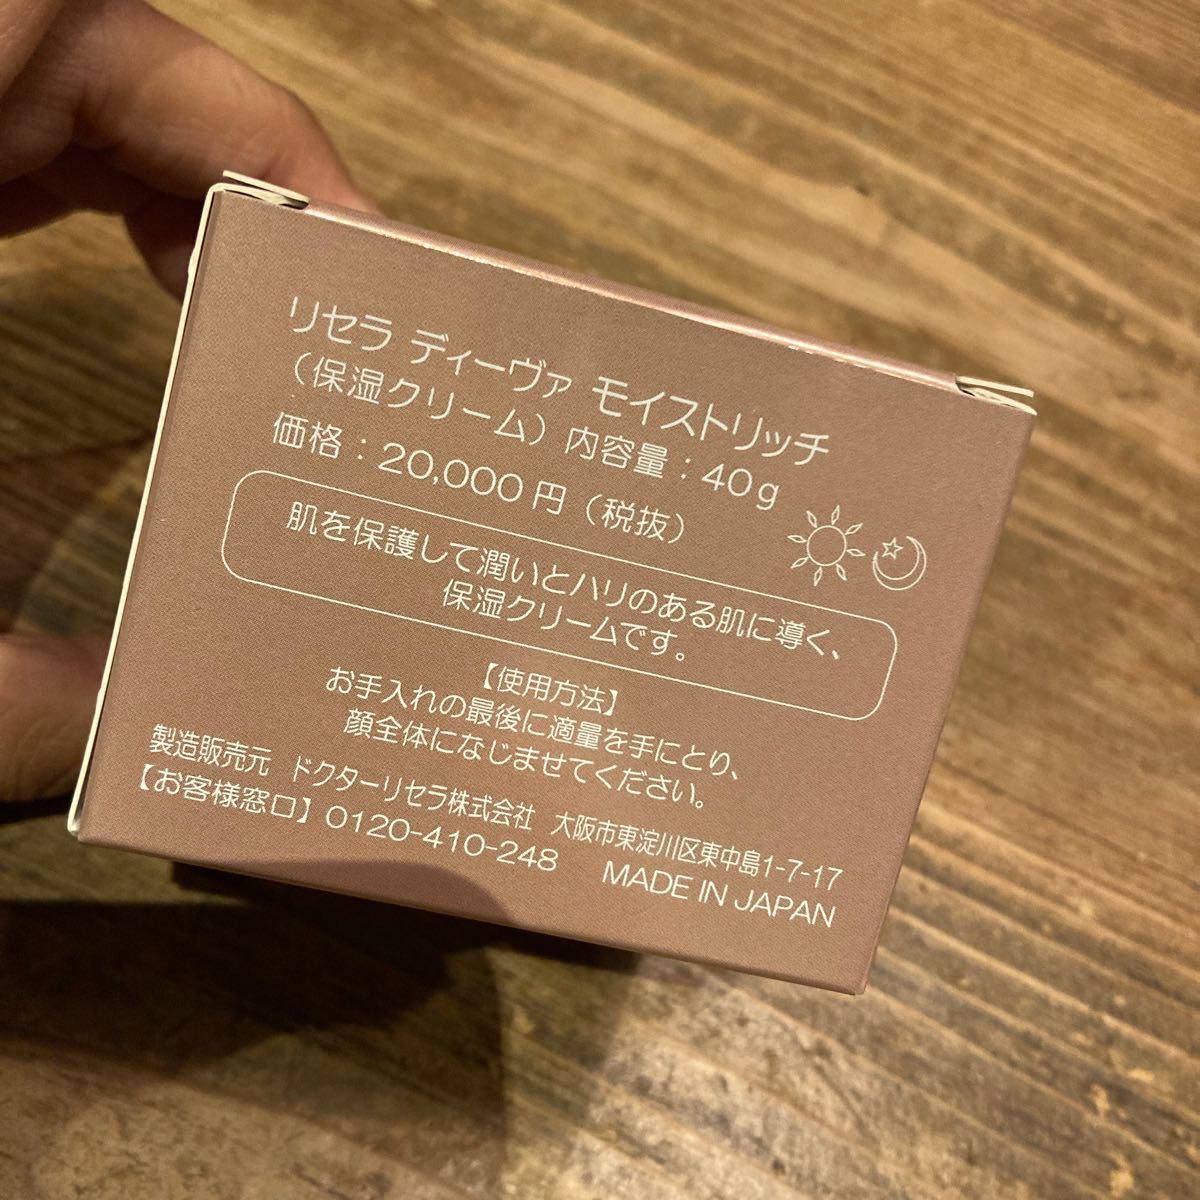 リセラ ディーヴァ モイストリッチ
（保湿クリーム）内容量：40g
価格：20,000円（税抜）
肌を保護して潤いとハリのある肌に導く、
保湿クリームです。
【使用方法】
お手入れの最後に適量を手にとり、
顔全体になじませてください。
製造販売元 ドクターリセラ株式会社 大阪市東淀川区東中島1-7-17
【お客様窓口】0120-410-248 MADE IN JAPAN